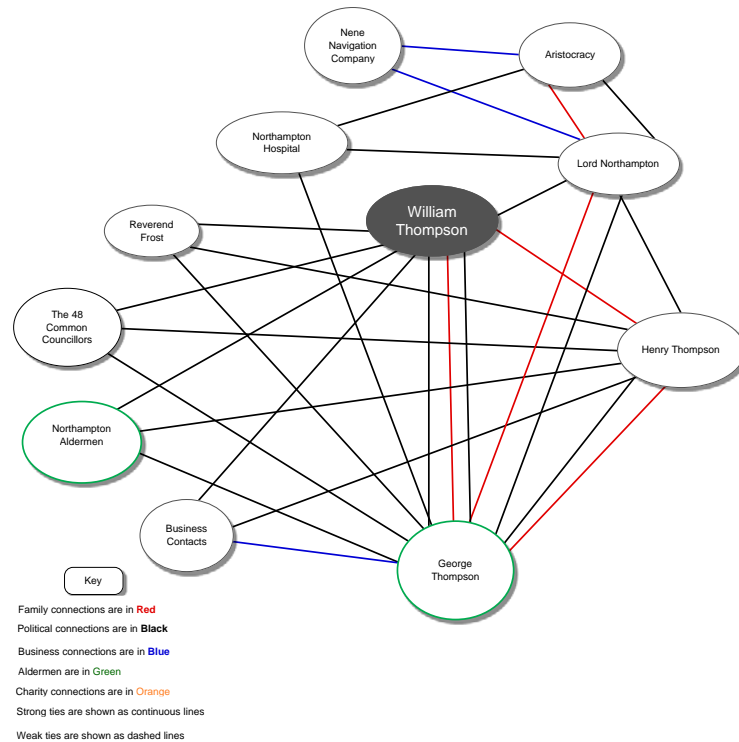 Nene
Navigation
Company
Aristocracy
Northampton
Hospital
Lord Northampton
William
Thompson
Reverend
Frost
The 48
Common
Councillors
Henry Thompson
Northampton
Aldermen
Business
Contacts
George
Thompson
Key
Family connections are in Red
Political connections are in Black
Business connections are in Blue
Aldermen are in Green
Charity connections are in Orange
Strong ties are shown as continuous lines
Weak ties are shown as dashed lines